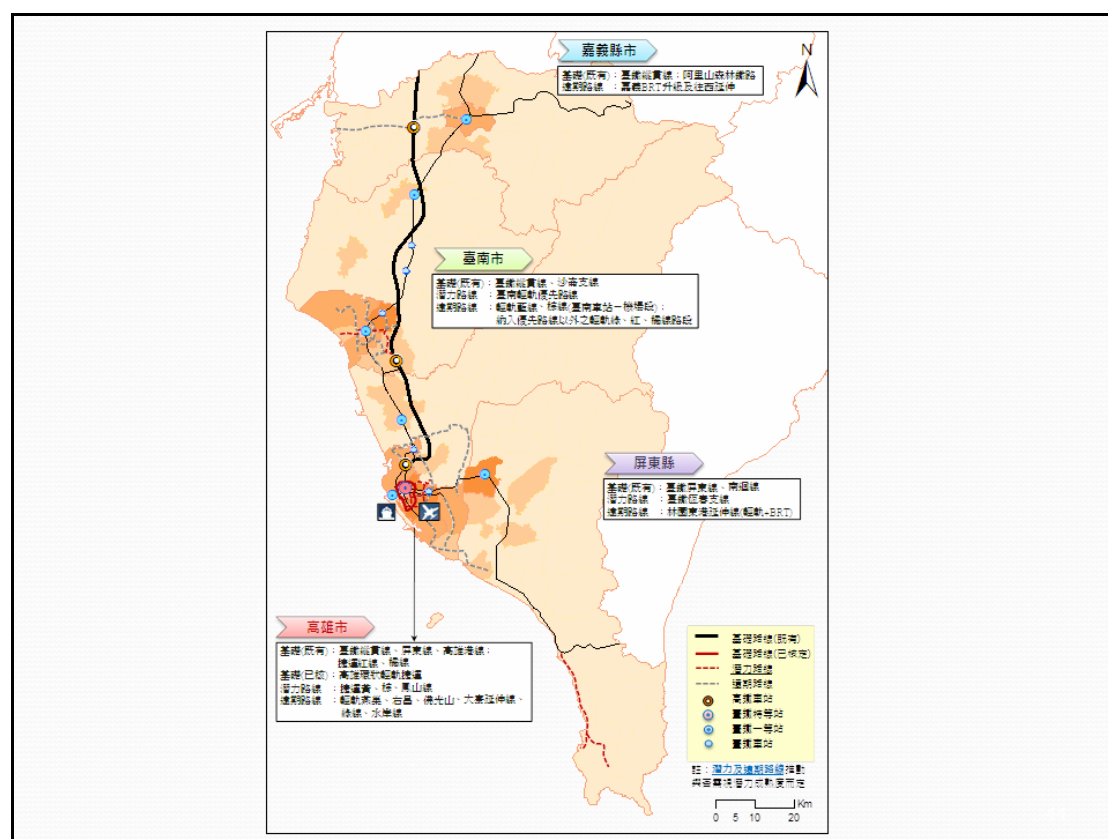 嘉義縣市
基礎(既有)：臺鐵縱貫線；阿里山森林鐵路
遠期路線　：嘉義BRT升級及往西延伸
N
臺南市
基礎(既有)：臺鐵縱貫線、沙崙支線
潛力路線　：臺南輕軌優先路線
遠期路線　：輕軌藍線、棕線(臺南車站－機場段)；
納入優先路線以外之輕軌綠、紅、橘線路段
屏東縣
基礎(既有)：臺鐵屏東線、南迴線
潛力路線　：臺鐵恆春支線
遠期路線　：林園東港延伸線(輕軌+BRT)
高雄市
基礎(既有)：臺鐵縱貫線、屏東線、高雄港線；
捷運紅線、橘線
基礎(已核)：高雄環狀輕軌捷運
潛力路線　：捷運黃、棕、鳳山線
遠期路線　：輕軌燕巢、右昌、佛光山、大寮延伸線、
綠線、水岸線
基礎路線(既有)
基礎路線(已核定)
潛力路線
遠期路線
高鐵車站
臺鐵特等站
臺鐵一等站
臺鐵車站
註：潛力及遠期路線推動
與否需視潛力成熟度而定
Km
0 5 10 20